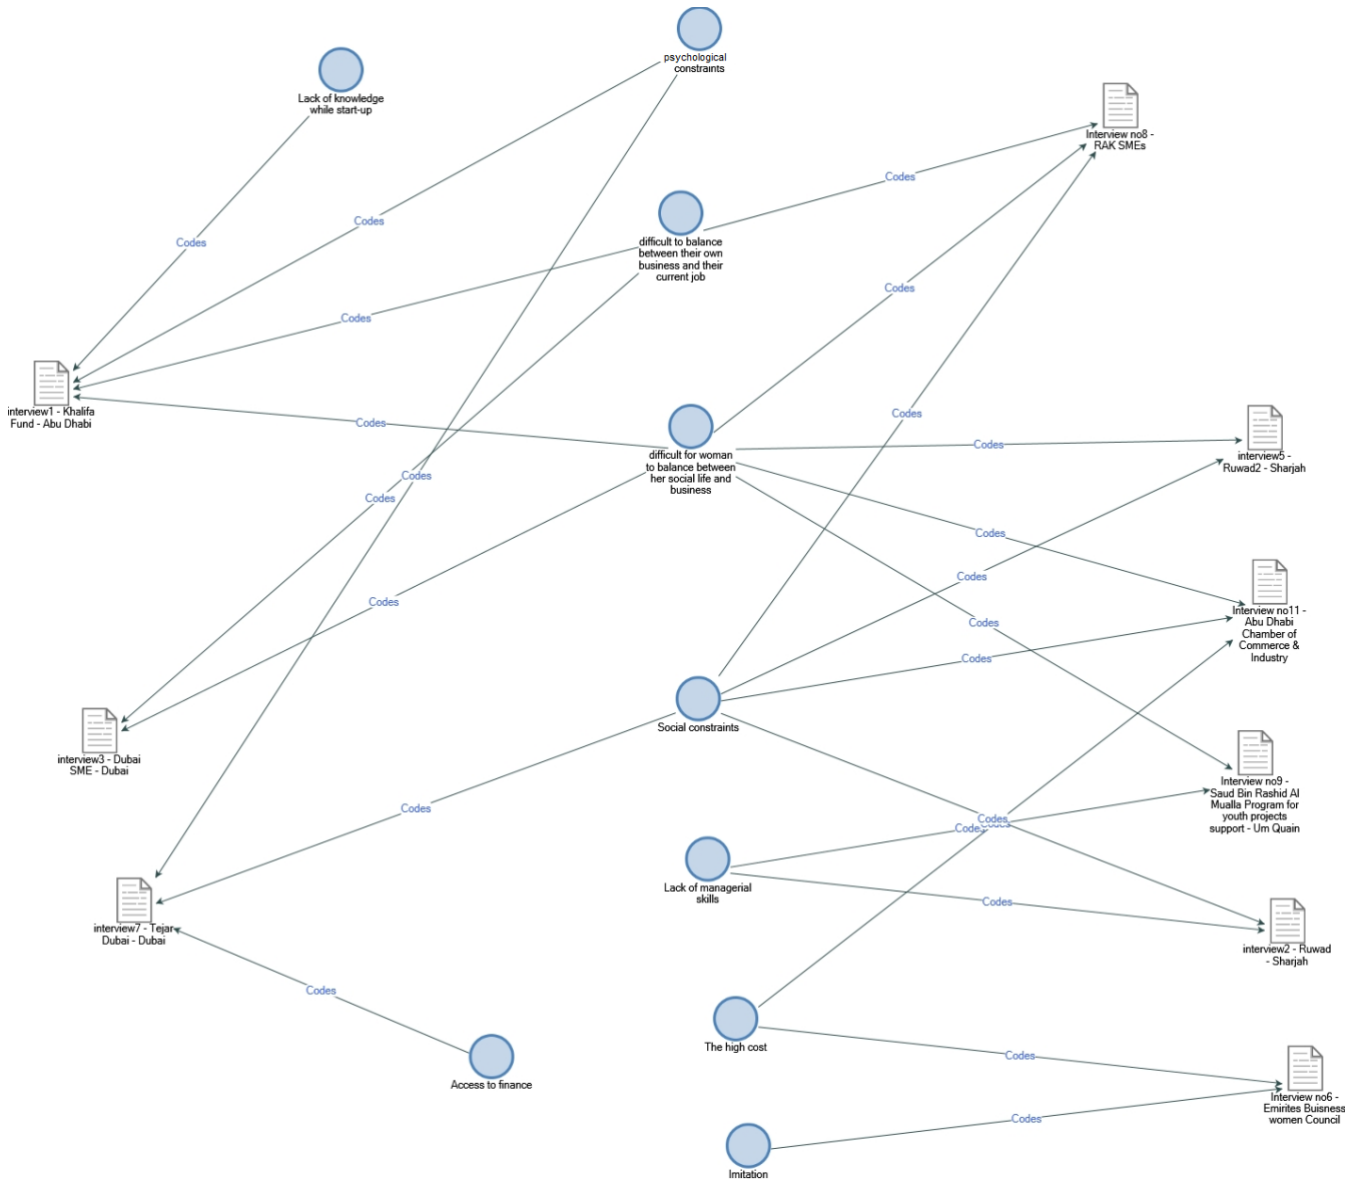 psychological
constraints
Lack of knowledge
while start-up
Interview no8 -
RAK SMEs
Codes
Codes
Codes
difficult to balance
between their own
business and their
current job
Codes
Codes
Codes
interview1 - Khalifa
Fund - Abu Dhabi
Codes
Codes
difficult for woman
to balance between
her social life and
business
Codes
interview5 -
Ruwad2 - Sharjah
Codes
Codes
Codes
Codes
Codes
Codes
Interview no11 -
Abu Dhabi
Chamber of
Commerce &
Industry
Codes
Social constraints
interview3 - Dubai
SME - Dubai
Interview no9 -
Saud Bin Rashid Al
Mualla Program for
youth projects
support - Um Quain
Codes
Codes
Codes
Codes
Lack of managerial
skills
Codes
interview7 - Tejar
Dubai - Dubai
interview2 - Ruwad
- Sharjah
Codes
The high cost
Codes
Access to finance
Interview no6 -
Emirites Buisness
women Council
Codes
Imitation